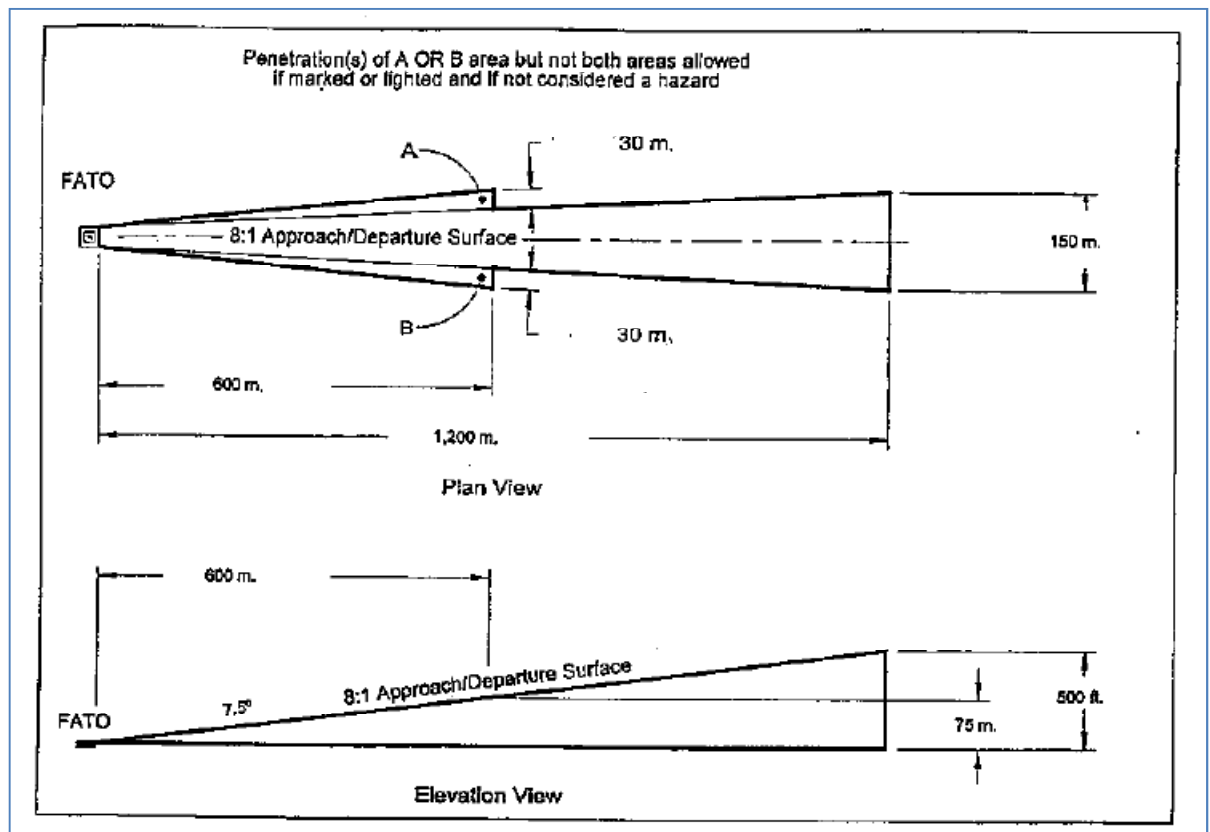 Penetration(s) of A OR B area but not both areas allowed
if marked or lighted and if not considered a hazard
30 m.
A
FATO
8:1 Approach/Departure Surface
150 m.
B
30 m.
600 m.
1,200 m.
Plan View
600 m.
8:1 Approach/Departure Surface
7.5°
500 ft.
FATO
75 m.
Elevation View